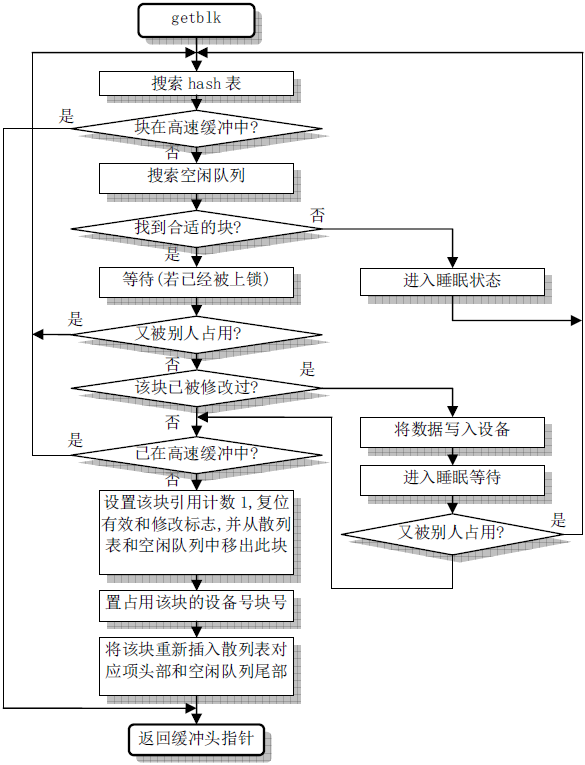 getblk
搜索 hash 表
是
块在高速缓冲中?
否
搜索空闲队列
找到合适的块?
否
是
等待(若已经被上锁)
进入睡眠状态
是
又被别人占用?
否
该块已被修改过?
是
否
将数据写入设备
是
已在高速缓冲中?
进入睡眠等待
否
设置该块引用计数 1,复位
有效和修改标志,并从散列
表和空闲队列中移出此块
又被别人占用?
是
置占用该块的设备号块号
将该块重新插入散列表对
应项头部和空闲队列尾部
返回缓冲头指针